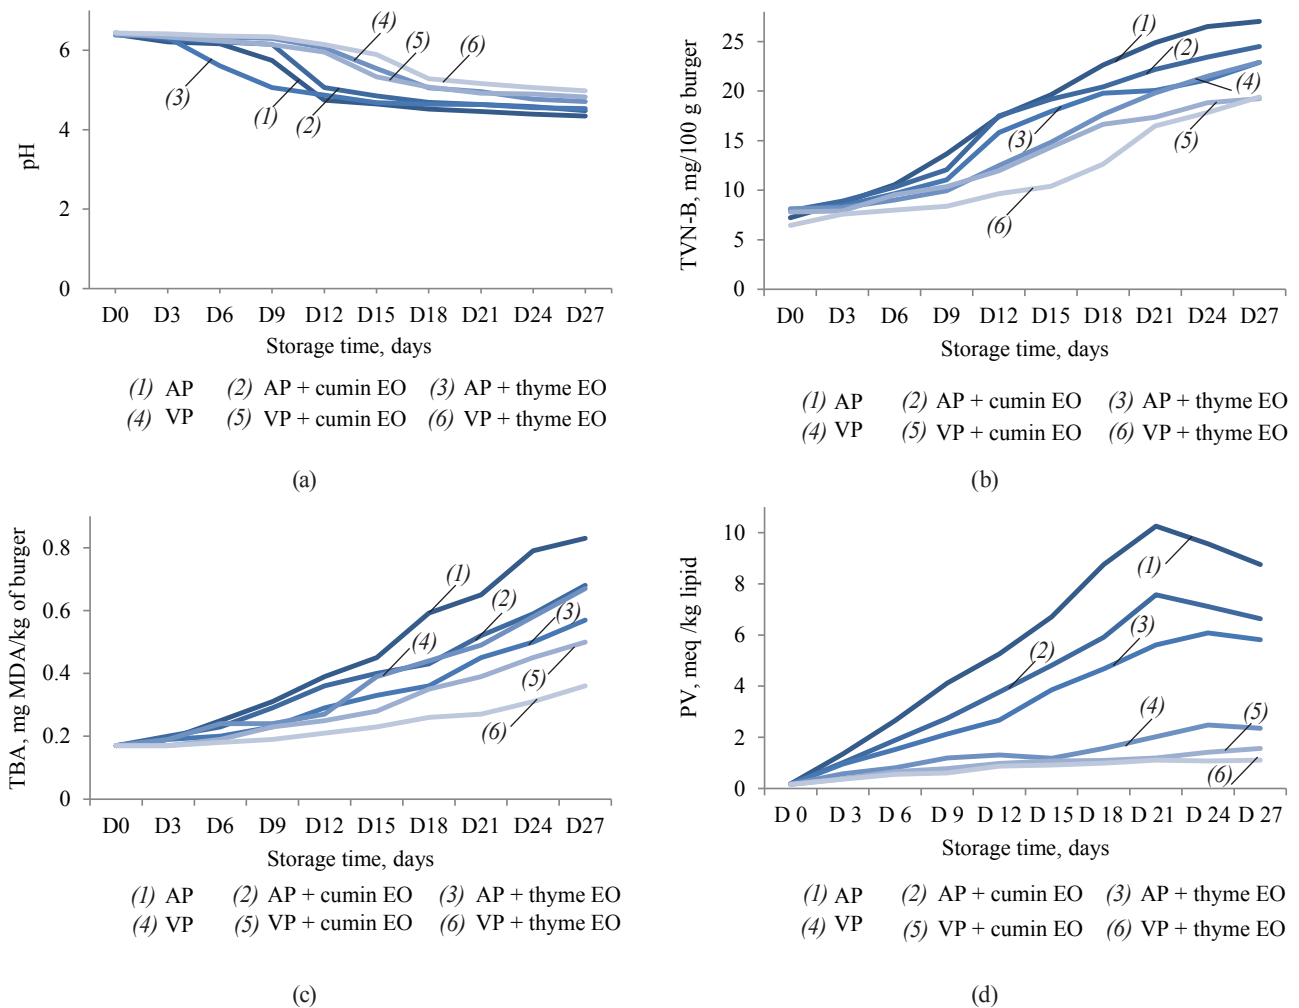 pH
6
4
2
0
(1)
(2)
(3)
(4)
(5)
(6)
D0 D3 D6 D9 D12 D15 D18 D21 D24 D27
Storage time, days
(1) AP (2) AP + cumin EO (3) AP + thyme EO
(4) VP (5) VP + cumin EO (6) VP + thyme EO
(a)
TVN-B, mg/100 g burger
25
20
15
10
5
0
(1)
(2)
(3)
(4)
(5)
(6)
D0 D3 D6 D9 D12 D15 D18 D21 D24 D27
Storage time, days
(1) AP (2) AP + cumin EO (3) AP + thyme EO
(4) VP (5) VP + cumin EO (6) VP + thyme EO
(b)
TBA, mg MDA/kg of burger
0.8
0.6
0.4
0.2
0
(1)
(2)
(3)
(4)
(5)
(6)
D0 D3 D6 D9 D12 D15 D18 D21 D24 D27
Storage time, days
(1) AP (2) AP + cumin EO (3) AP + thyme EO
(4) VP (5) VP + cumin EO (6) VP + thyme EO
(c)
PV, meq /kg lipid
10
8
6
4
2
0
(1)
(2)
(3)
(4)
(5)
(6)
D 0 D 3 D 6 D 9 D 12 D 15 D 18 D 21 D 24 D 27
Storage time, days
(1) AP (2) AP + cumin EO (3) AP + thyme EO
(4) VP (5) VP + cumin EO (6) VP + thyme EO
(d)